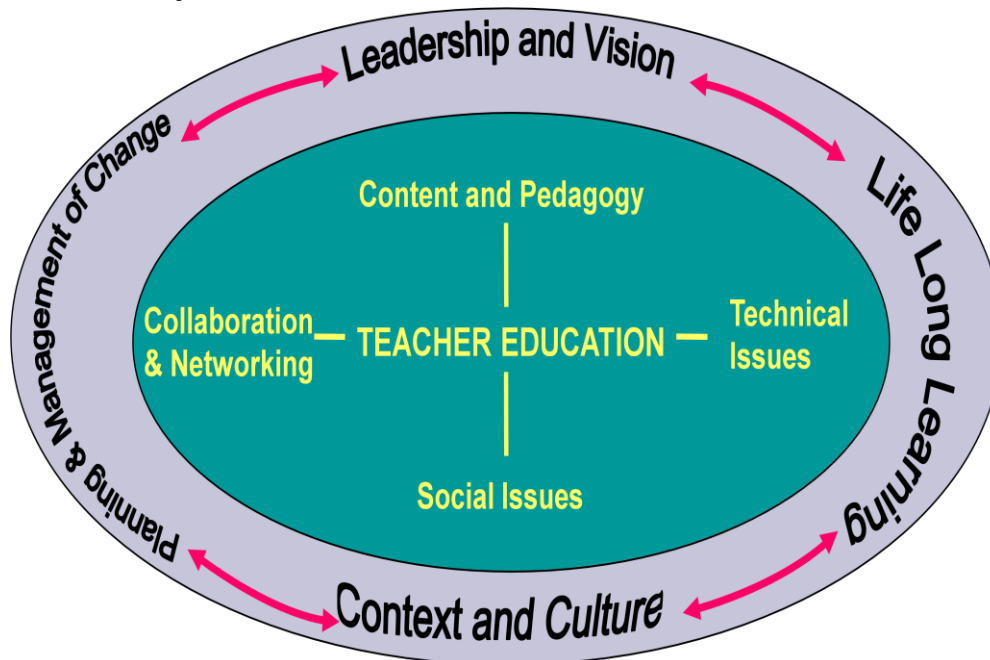 Leadership and Vision
Planning & Management of Change
Life Long Learning
Content and Pedagogy
Collaboration
& Networking
TEACHER EDUCATION
Technical
Issues
Social Issues
Context and Culture